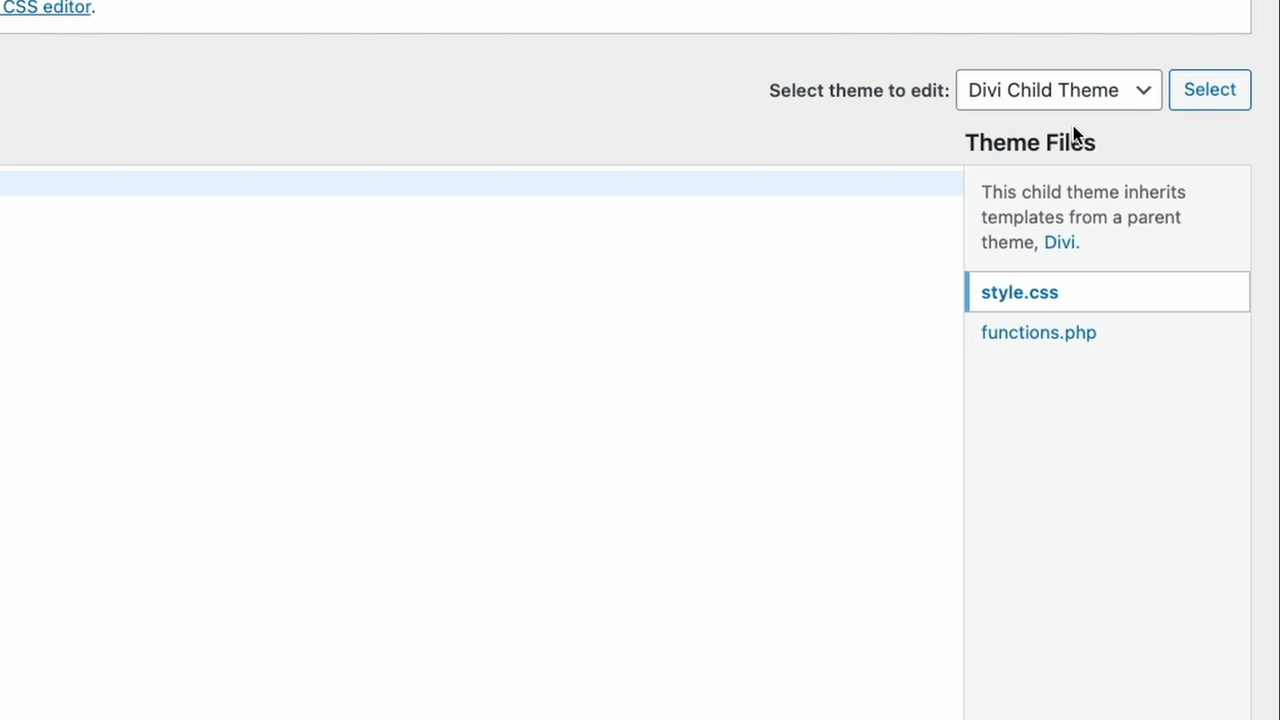 CSS editor.
Select theme to edit: Divi Child Theme Select
Theme Files
This child theme inherits
templates from a parent
theme, Divi.
style.css
functions.php